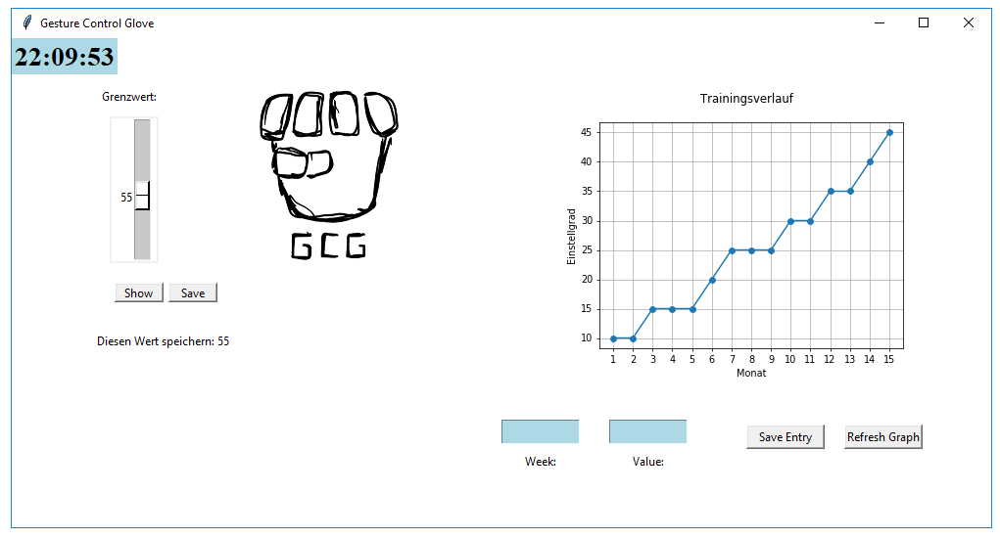 Gesture Control Glove
22:09:53
Grenzwert:
55
Show Save
Diesen Wert speichern: 55
GCG
Trainingsverlauf
Einstellgrad
45
40
35
30
25
20
15
10
1 2 3 4 5 6 7 8 9 10 11 12 13 14 15
Monat
Week:
Value:
Save Entry
Refresh Graph